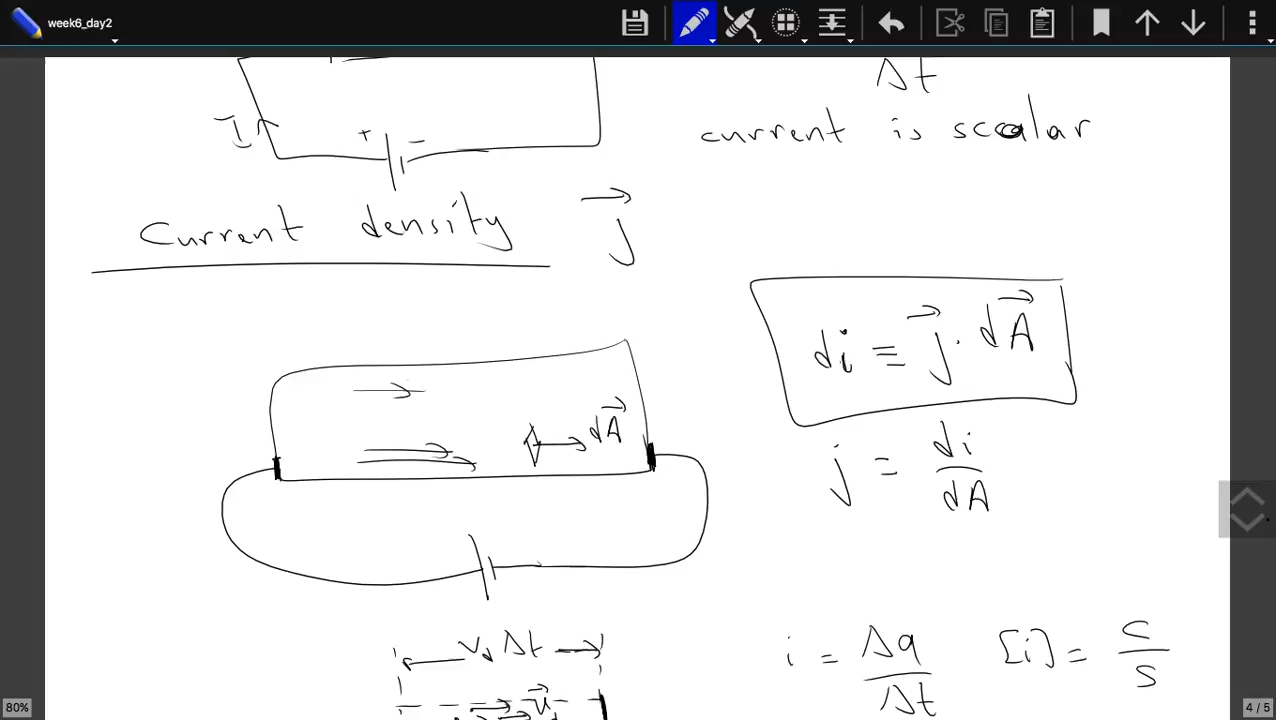 week6_day2
Δt
I
+ −
current is scalar
Current density j⃗
di ≡ j⃗ · dA⃗
dA⃗
j = di/dA
v_d Δt
i = Δq/Δt [i] = C/s
80%
4 / 5